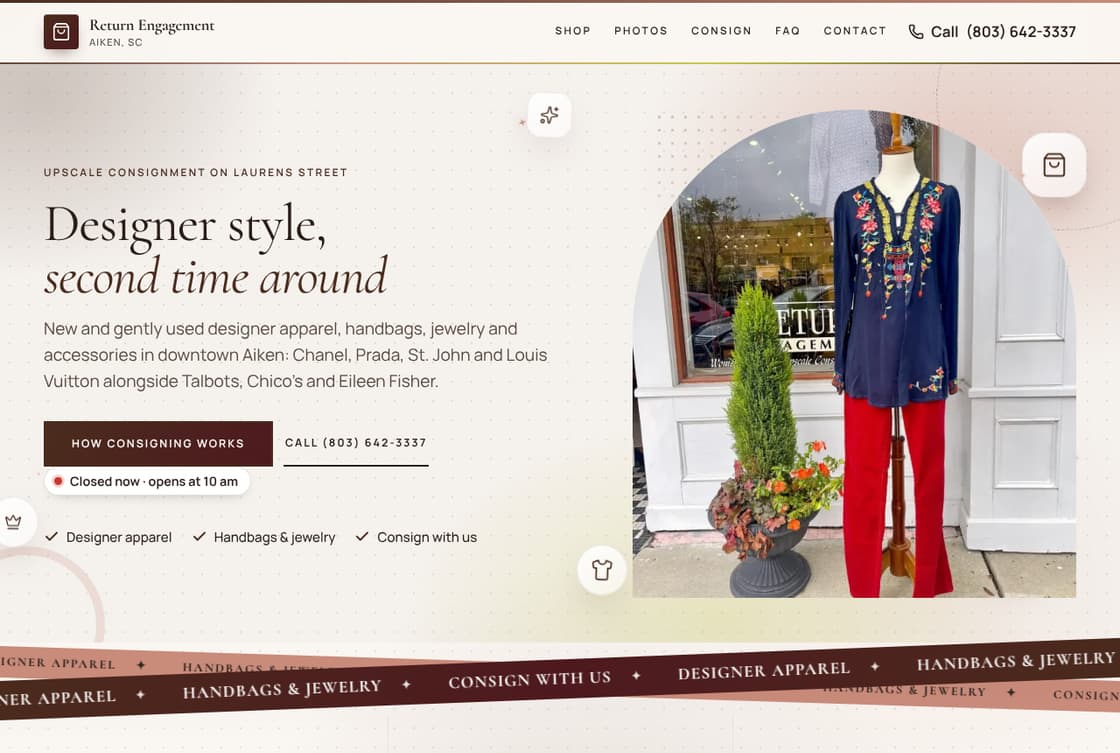 Return Engagement
AIKEN, SC
SHOP PHOTOS CONSIGN FAQ CONTACT Call (803) 642-3337
UPSCALE CONSIGNMENT ON LAURENS STREET
Designer style,
second time around
New and gently used designer apparel, handbags, jewelry and
accessories in downtown Aiken: Chanel, Prada, St. John and Louis
Vuitton alongside Talbots, Chico's and Eileen Fisher.
HOW CONSIGNING WORKS CALL (803) 642-3337
Closed now · opens at 10 am
Designer apparel Handbags & jewelry Consign with us
ETUR
AGEM
IGNER APPAREL ✦ HANDBAGS & JEWELRY
NER APPAREL ✦ HANDBAGS & JEWELRY ✦ CONSIGN WITH US ✦ DESIGNER APPAREL ✦ HANDBAGS & JEWELRY
HANDBAGS & JEWELRY ✦ CONSIGN